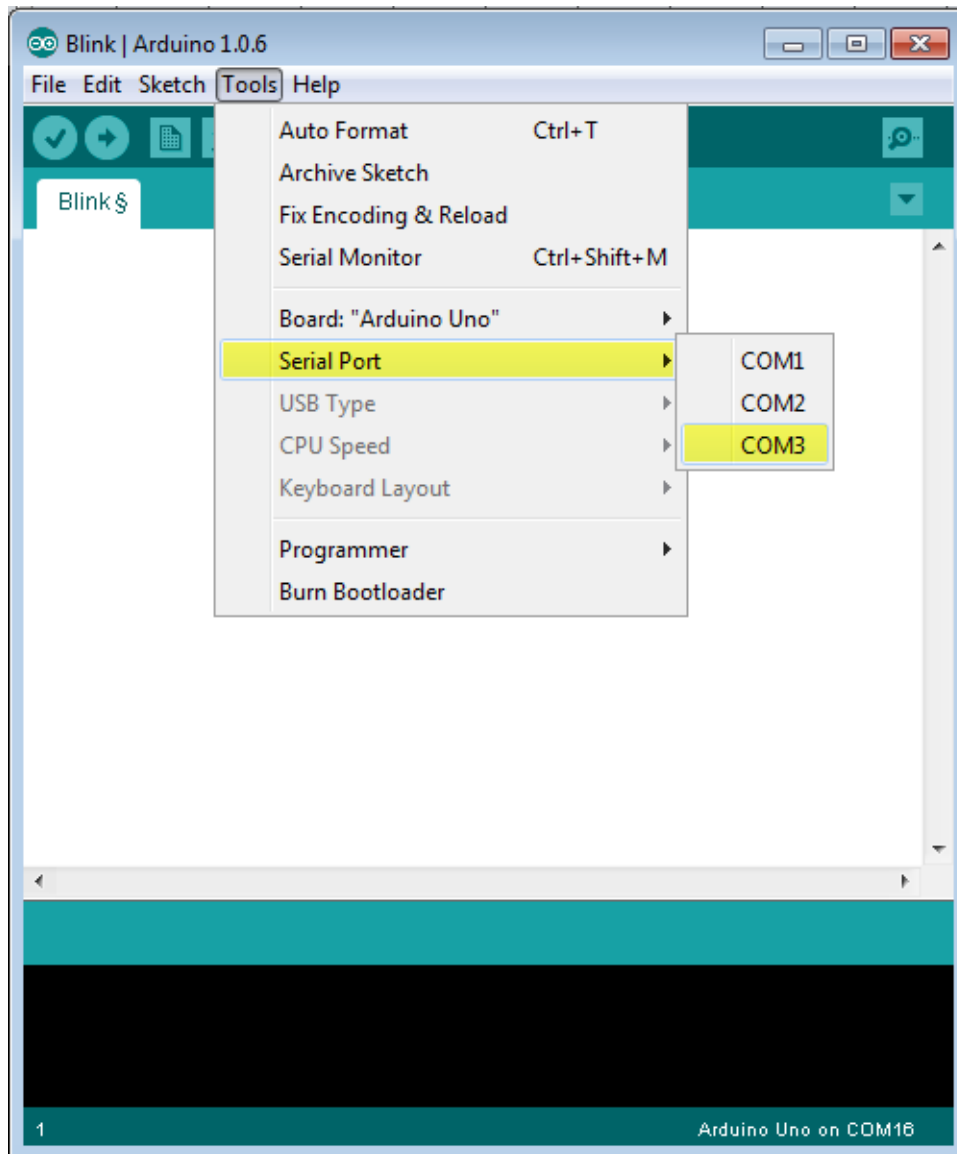 Blink | Arduino 1.0.6
File Edit Sketch Tools Help
Blink §
Auto Format Ctrl+T
Archive Sketch
Fix Encoding & Reload
Serial Monitor Ctrl+Shift+M
Board: "Arduino Uno"
Serial Port
USB Type
CPU Speed
Keyboard Layout
Programmer
Burn Bootloader
COM1
COM2
COM3
1 Arduino Uno on COM16